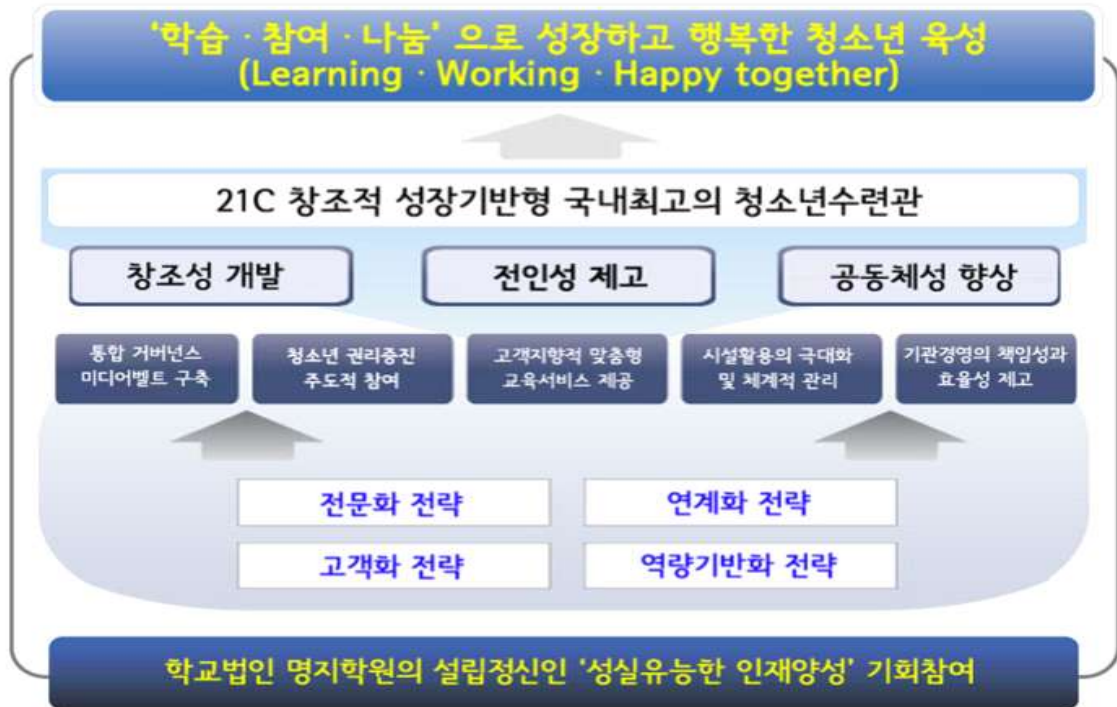 ‘학습 · 참여 · 나눔’ 으로 성장하고 행복한 청소년 육성
(Learning · Working · Happy together)
21C 창조적 성장기반형 국내최고의 청소년수련관
창조성 개발
전인성 제고
공동체성 향상
통합 거버넌스
미디어벨트 구축
청소년 권리증진
주도적 참여
고객지향적 맞춤형
교육서비스 제공
시설활용의 극대화
및 체계적 관리
기관경영의 책임성과
효율성 제고
전문화 전략
연계화 전략
고객화 전략
역량기반화 전략
학교법인 명지학원의 설립정신인 ‘성실유능한 인재양성’ 기회참여